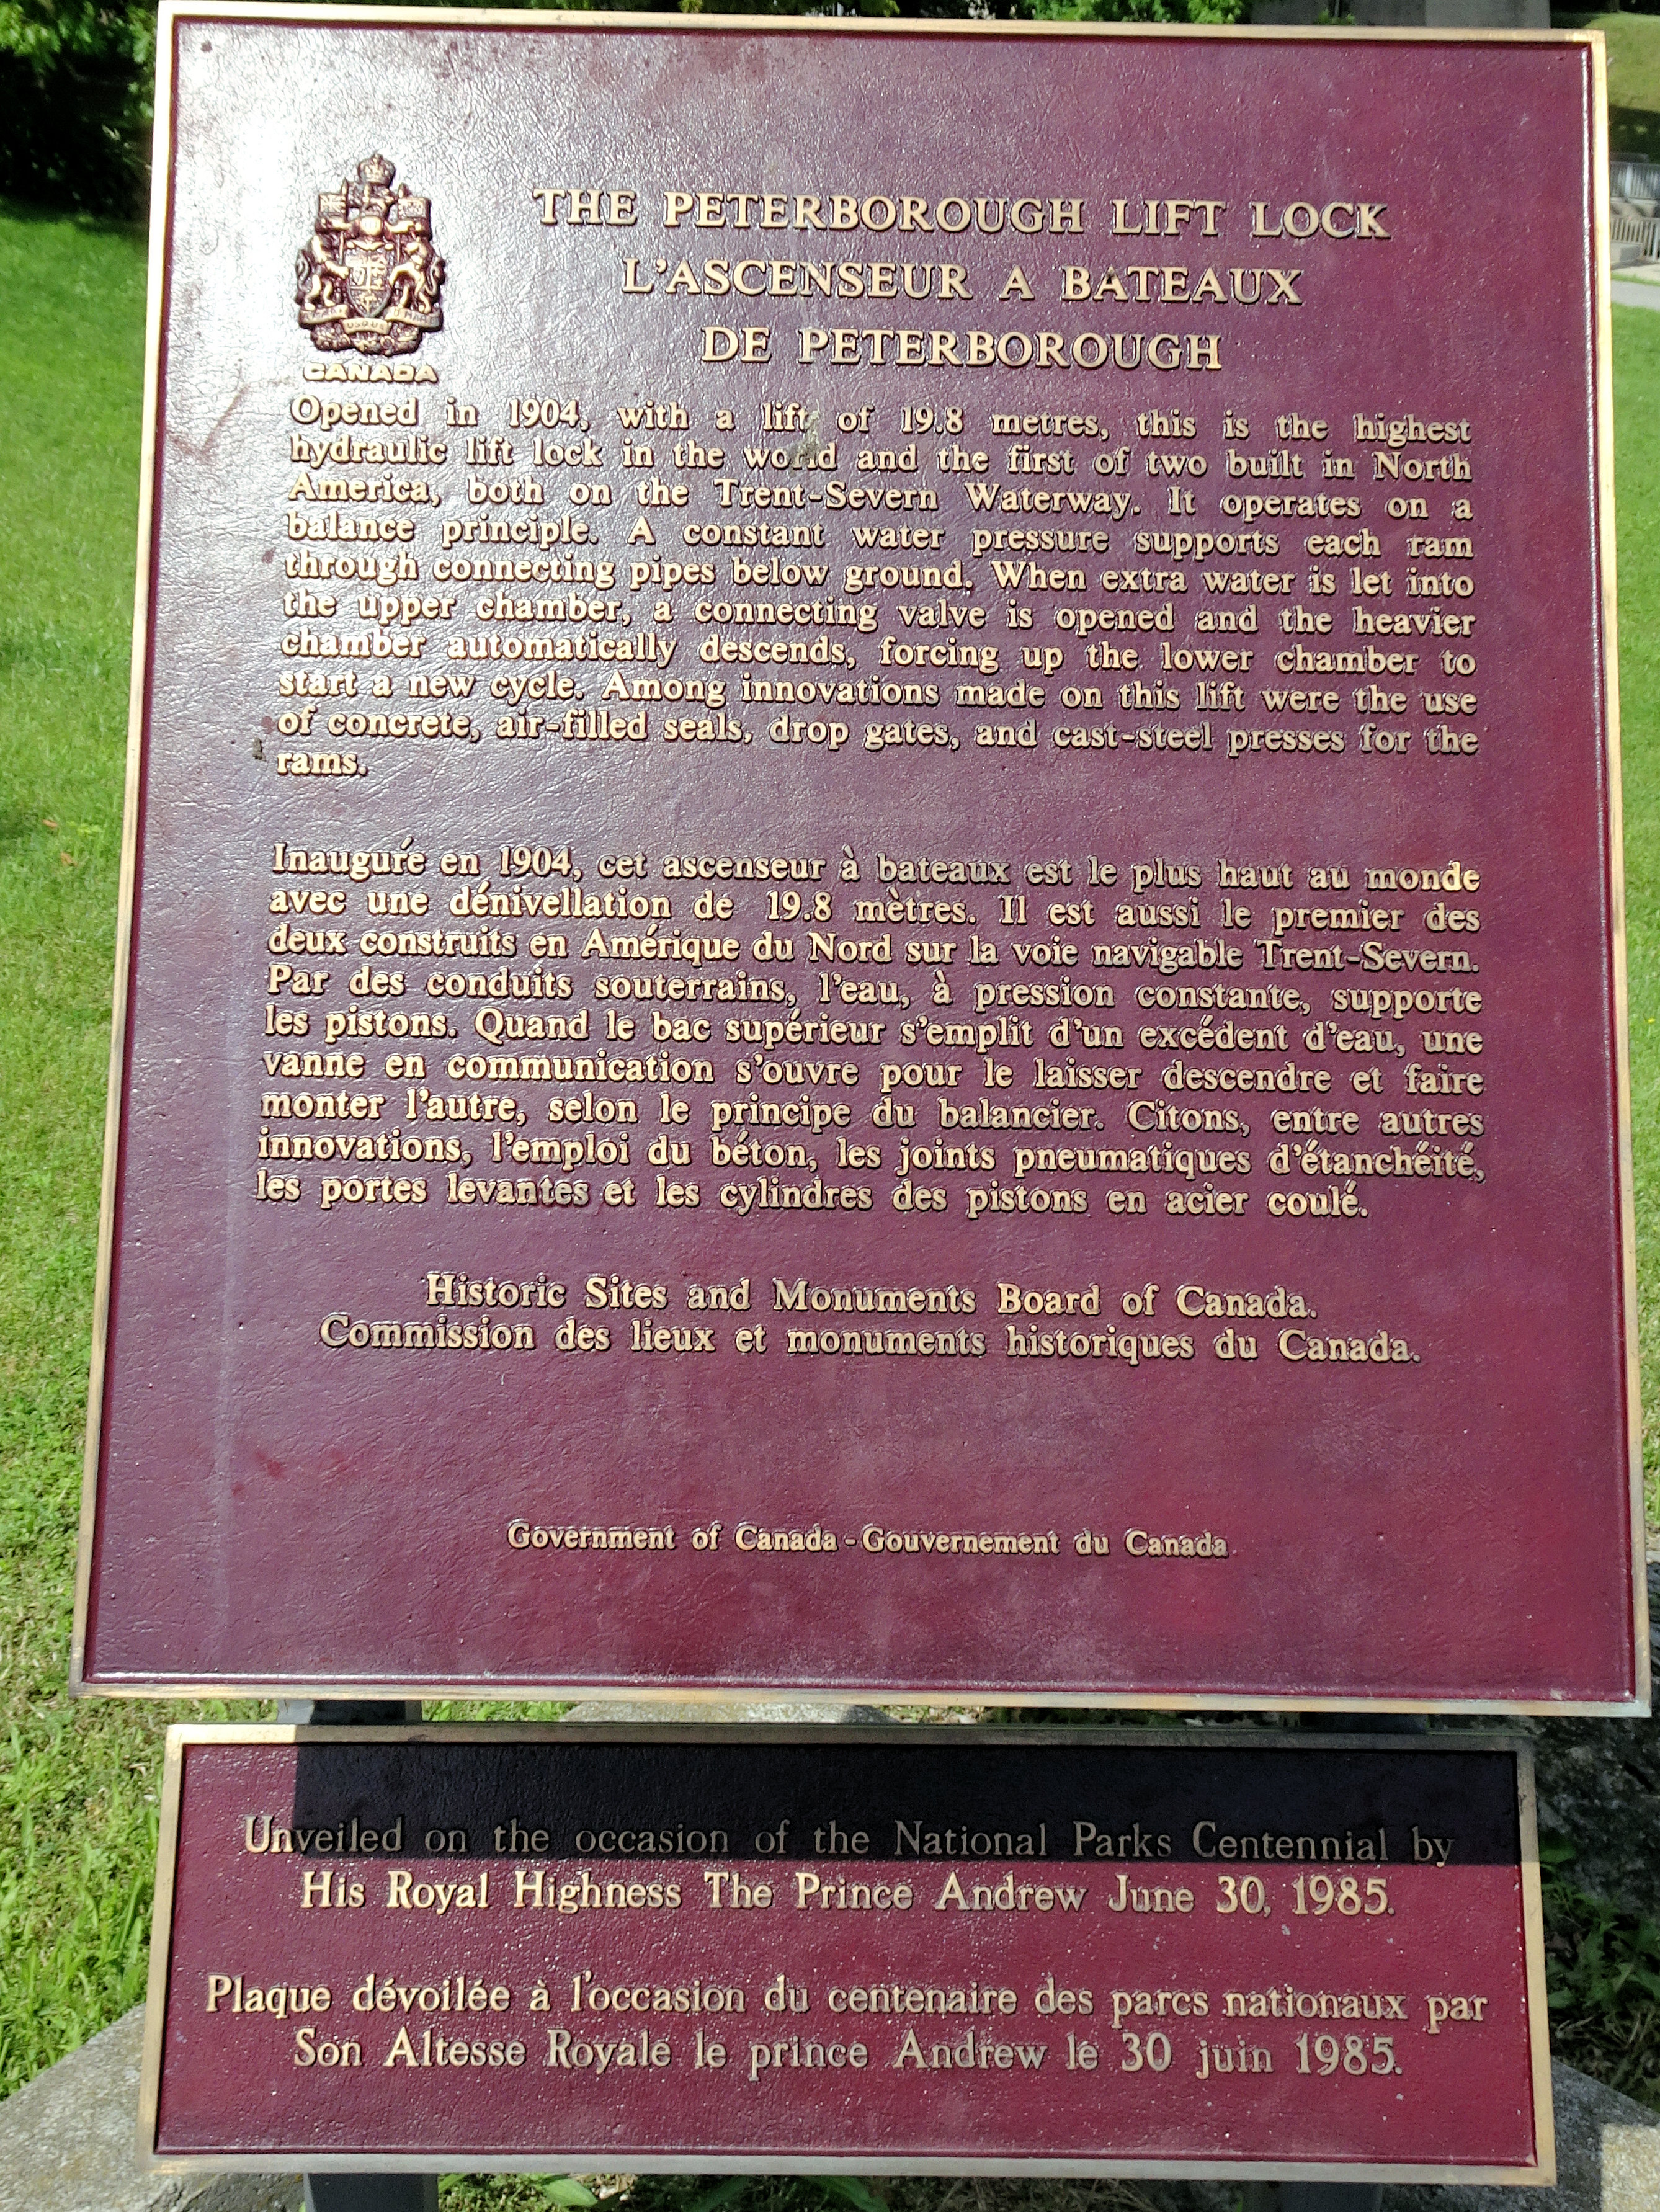 THE PETERBOROUGH LIFT LOCK
L'ASCENSEUR A BATEAUX
DE PETERBOROUGH
CANADA
Opened in 1904, with a lift of 19.8 metres, this is the highest
hydraulic lift lock in the world and the first of two built in North
America, both on the Trent-Severn Waterway. It operates on a
balance principle. A constant water pressure supports each ram
through connecting pipes below ground. When extra water is let into
the upper chamber, a connecting valve is opened and the heavier
chamber automatically descends, forcing up the lower chamber to
start a new cycle. Among innovations made on this lift were the use
of concrete, air-filled seals, drop gates, and cast-steel presses for the
rams.
Inauguré en 1904, cet ascenseur à bateaux est le plus haut au monde
avec une dénivellation de 19.8 mètres. Il est aussi le premier des
deux construits en Amérique du Nord sur la voie navigable Trent-Severn.
Par des conduits souterrains, l'eau, à pression constante, supporte
les pistons. Quand le bac supérieur s'emplit d'un excédent d'eau, une
vanne en communication s'ouvre pour le laisser descendre et faire
monter l'autre, selon le principe du balancier. Citons, entre autres
innovations, l'emploi du béton, les joints pneumatiques d'étanchéité,
les portes levantes et les cylindres des pistons en acier coulé.
Historic Sites and Monuments Board of Canada.
Commission des lieux et monuments historiques du Canada.
Government of Canada - Gouvernement du Canada
Unveiled on the occasion of the National Parks Centennial by
His Royal Highness The Prince Andrew June 30, 1985.
Plaque dévoilée à l'occasion du centenaire des parcs nationaux par
Son Altesse Royale le prince Andrew le 30 juin 1985.